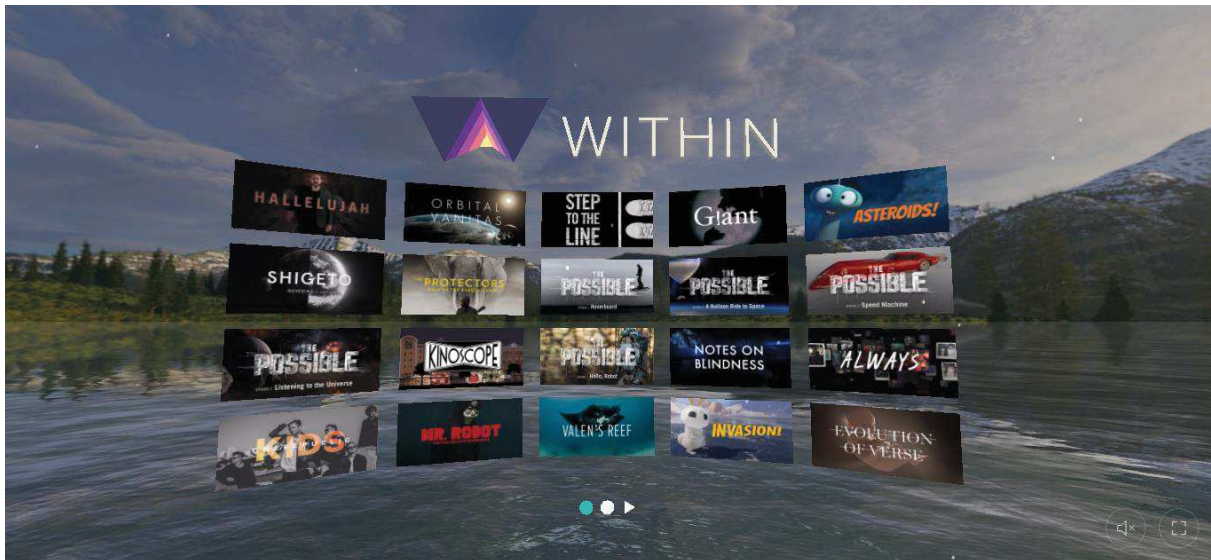 WITHIN
HALLELUJAH
ORBITAL
VANITAS
STEP
TO THE
LINE
Giant
ASTEROIDS!
SHIGETO
THE
PROTECTORS
THE
POSSIBLE
Hoverboard
THE
POSSIBLE
A Balloon Ride to Space
THE
POSSIBLE
Speed Machine
THE
POSSIBLE
Listening to the Universe
KINOSCOPE
THE
POSSIBLE
Hello, Robot
NOTES ON
BLINDNESS
ALWAYS
KIDS
MR. ROBOT
VALEN'S REEF
INVASION!
EVOLUTION
OF VERSE